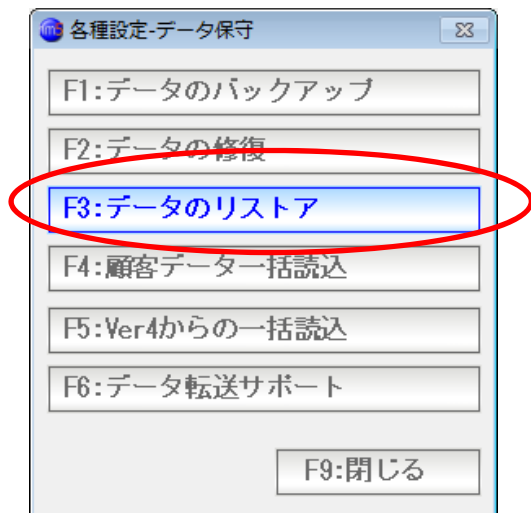 各種設定-データ保守
F1:データのバックアップ
F2:データの修復
F3:データのリストア
F4:顧客データ一括読込
F5:Ver4からの一括読込
F6:データ転送サポート
F9:閉じる